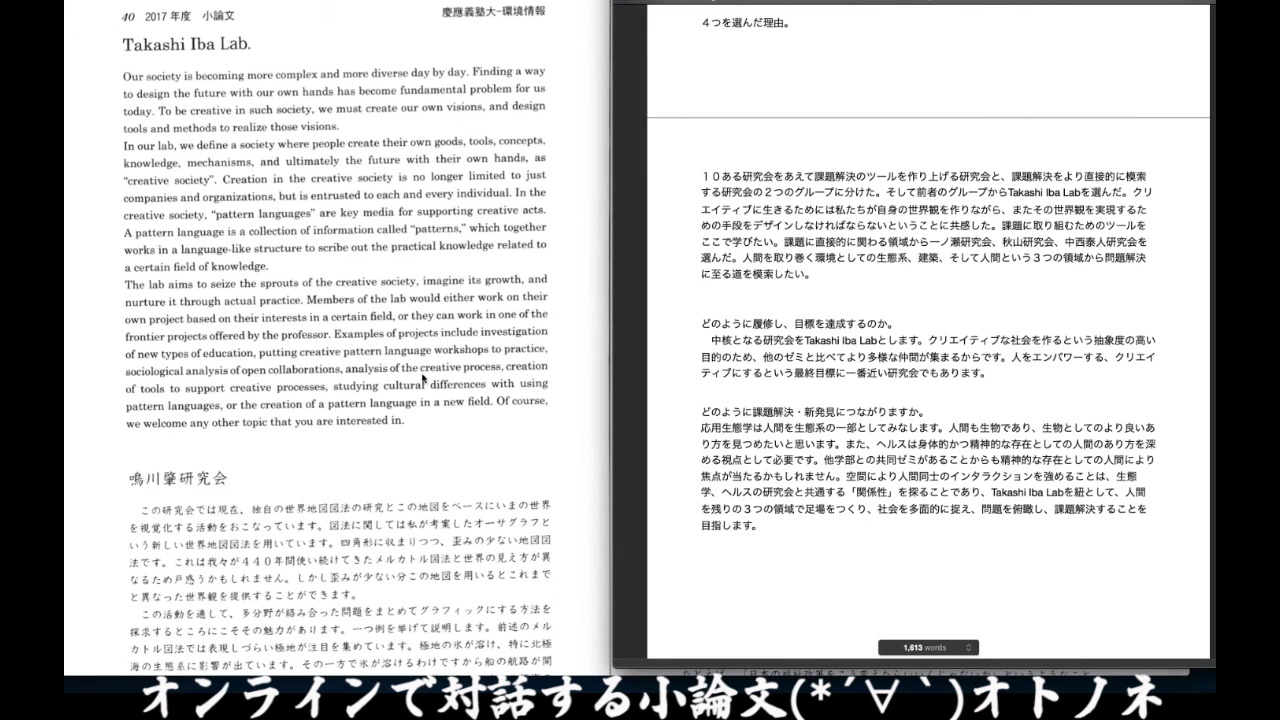 40 2017年度 小論文
慶應義塾大-環境情報
Takashi Iba Lab.
Our society is becoming more complex and more diverse day by day. Finding a way
to design the future with our own hands has become fundamental problem for us
today. To be creative in such society, we must create our own visions, and design
tools and methods to realize those visions.
In our lab, we define a society where people create their own goods, tools, concepts,
knowledge, mechanisms, and ultimately the future with their own hands, as
“creative society”. Creation in the creative society is no longer limited to just
companies and organizations, but is entrusted to each and every individual. In the
creative society, “pattern languages” are key media for supporting creative acts.
A pattern language is a collection of information called “patterns,” which together
works in a language-like structure to scribe out the practical knowledge related to
a certain field of knowledge.
The lab aims to seize the sprouts of the creative society, imagine its growth, and
nurture it through actual practice. Members of the lab would either work on their
own project based on their interests in a certain field, or they can work in one of the
frontier projects offered by the professor. Examples of projects include investigation
of new types of education, putting creative pattern language workshops to practice,
sociological analysis of open collaborations, analysis of the creative process, creation
of tools to support creative processes, studying cultural differences with using
pattern languages, or the creation of a pattern language in a new field. Of course,
we welcome any other topic that you are interested in.
鳴川肇研究会
この研究会では現在、独自の世界地図図法の研究とこの地図をベースにいまの世界
を視覚化する活動をおこなっています。図法に関しては私が考案したオーサグラフと
いう新しい世界地図図法を用いています。四角形に収まりつつ、歪みの少ない地図図
法です。これは我々が４４０年間使い続けてきたメルカトル図法と世界の見え方が異
なるため戸惑うかもしれません。しかし歪みが少ない分この地図を用いるとこれまで
と異なった世界観を提供することができます。
この活動を通して、多分野が絡み合った問題をまとめてグラフィックにする方法を
探求するところにこそその魅力があります。一つ例を挙げて説明します。前述のメル
カトル図法では表現しづらい極地が注目を集めています。極地の氷が溶け、特に北極
海の生態系に影響が出ています。その一方で氷が溶けるわけですから船の航路が開
４つを選んだ理由。
１０ある研究会をあえて課題解決のツールを作り上げる研究会と、課題解決をより直接的に模索
する研究会の２つのグループに分けた。そして前者のグループからTakashi Iba Labを選んだ。クリ
エイティブに生きるためには私たちが自身の世界観を作りながら、またその世界観を実現するた
めの手段をデザインしなければならないということに共感した。課題に取り組むためのツールを
ここで学びたい。課題に直接的に関わる領域から一ノ瀬研究会、秋山研究会、中西泰人研究会を
選んだ。人間を取り巻く環境としての生態系、建築、そして人間という３つの領域から問題解決
に至る道を模索したい。
どのように履修し、目標を達成するのか。
中核となる研究会をTakashi Iba Labとします。クリエイティブな社会を作るという抽象度の高い
目的のため、他のゼミと比べてより多様な仲間が集まるからです。人をエンパワーする、クリエイ
ティブにするという最終目標に一番近い研究会でもあります。
どのように課題解決・新発見につながりますか。
応用生態学は人間を生態系の一部としてみなします。人間も生物であり、生物としてのより良いあ
り方を見つめたいと思います。また、ヘルスは身体的かつ精神的な存在としての人間のあり方を深
める視点として必要です。他学部との共同ゼミがあることからも精神的な存在としての人間により
焦点が当たるかもしれません。空間により人間同士のインタラクションを強めることは、生態
学、ヘルスの研究会と共通する「関係性」を探ることであり、Takashi Iba Labを紐として、人間
を残りの３つの領域で足場をつくり、社会を多面的に捉え、問題を俯瞰し、課題解決することを
目指します。
1,613 words
オンラインで対話する小論文(*´∀｀)オトノネ